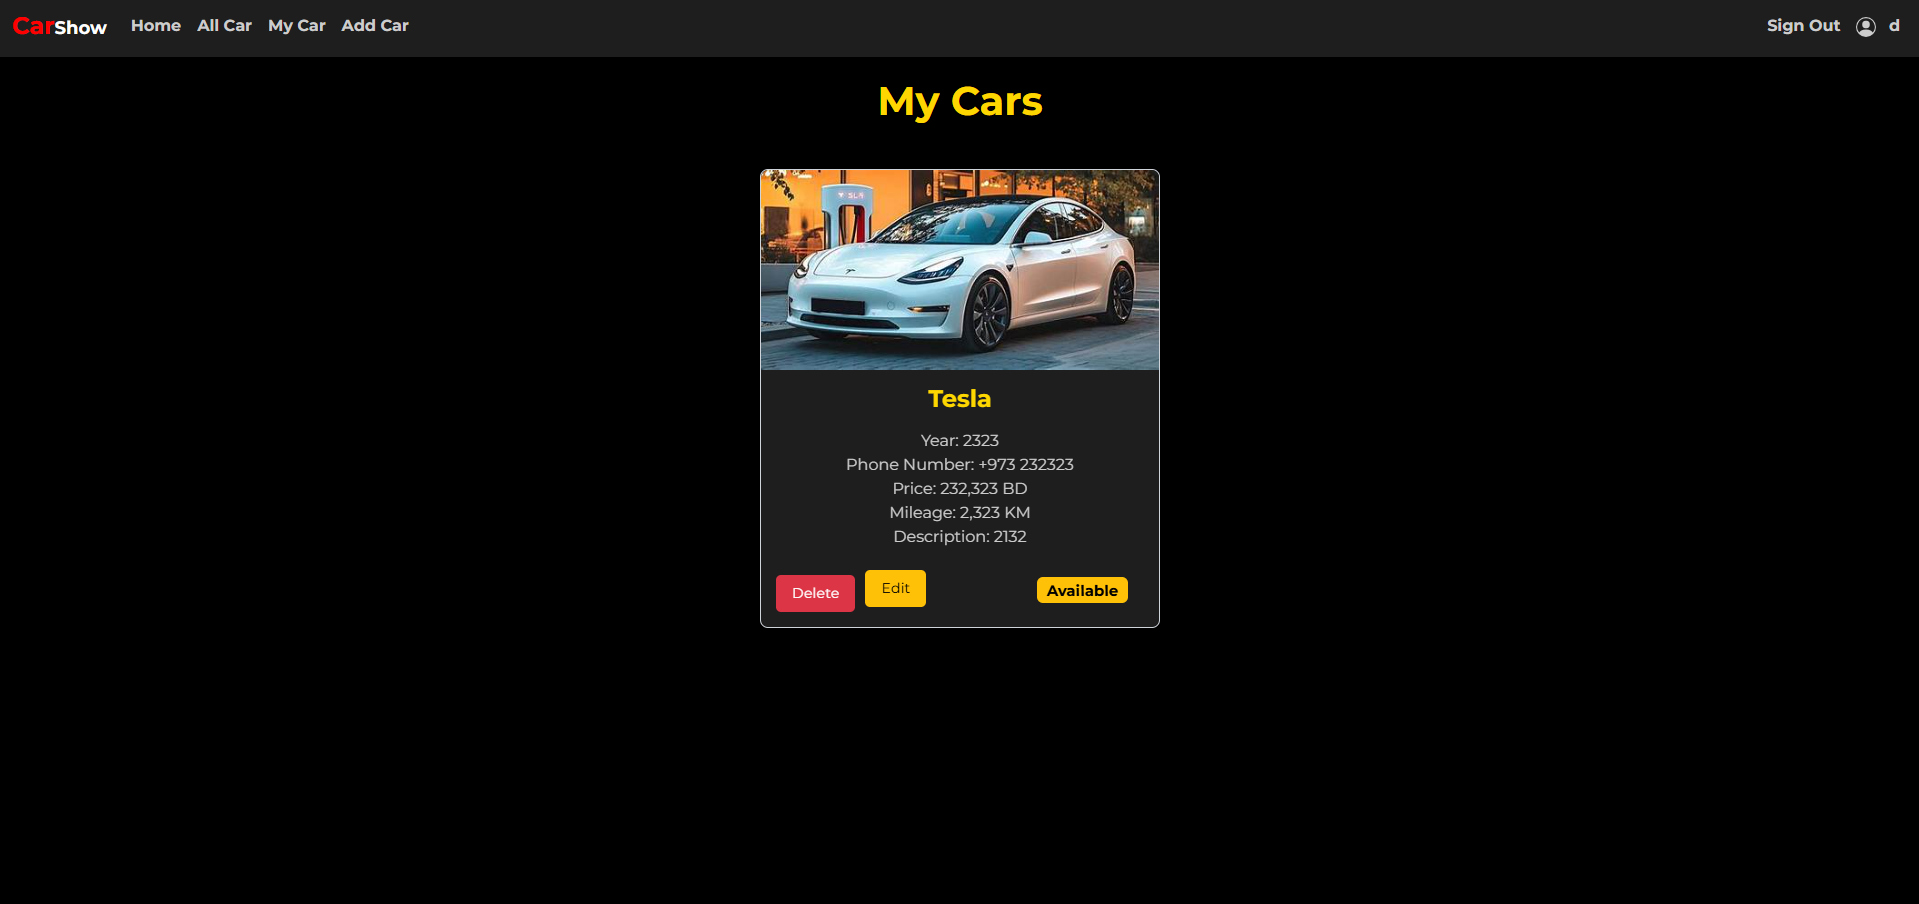 CarShow Home All Car My Car Add Car Sign Out d
My Cars
Tesla
Year: 2323
Phone Number: +973 232323
Price: 232,323 BD
Mileage: 2,323 KM
Description: 2132
Delete Edit Available